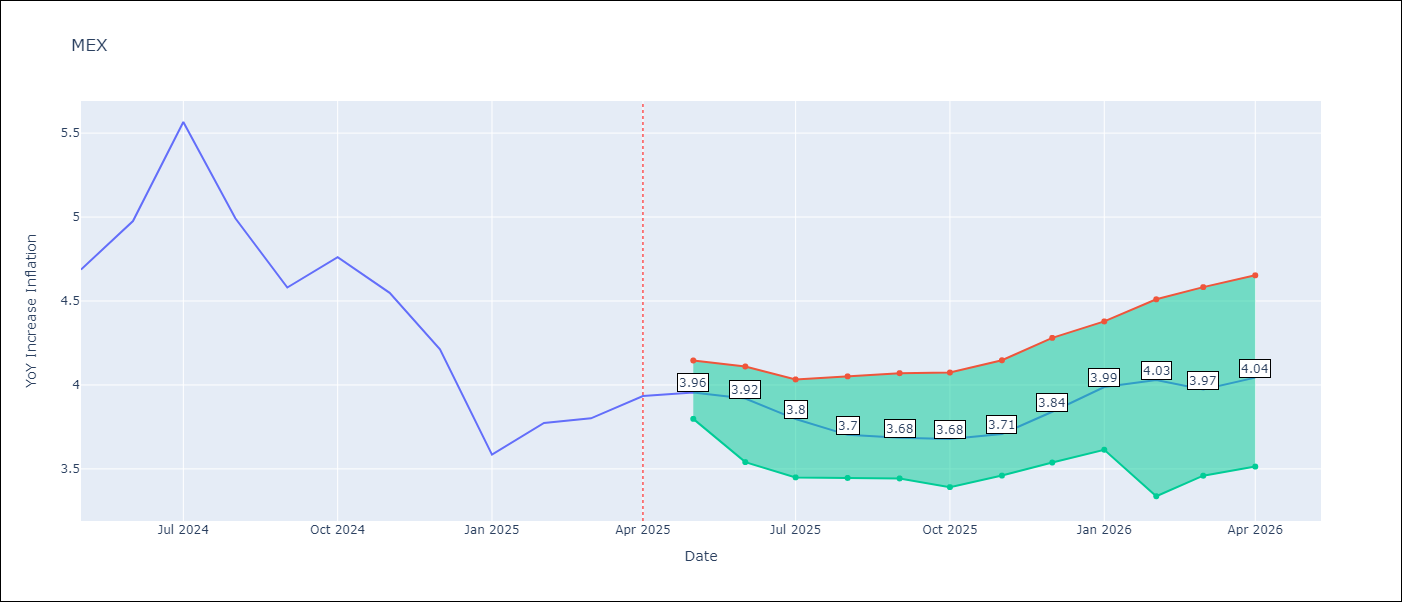 MEX
YoY Increase Inflation
5.5
5
4.5
4
3.5
3.96
3.92
3.8
3.7
3.68
3.68
3.71
3.84
3.99
4.03
3.97
4.04
Jul 2024
Oct 2024
Jan 2025
Apr 2025
Jul 2025
Oct 2025
Jan 2026
Apr 2026
Date